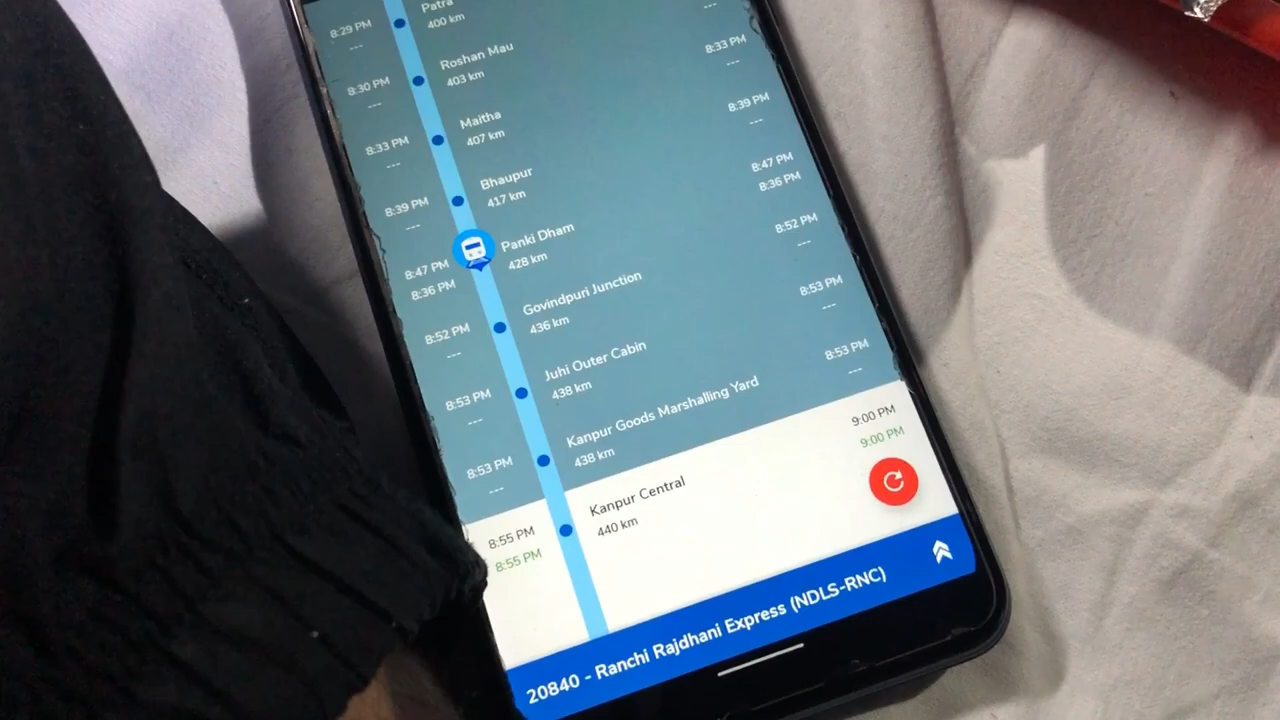 8:29 PM
---
Patra
400 km
---
8:30 PM
---
Roshan Mau
403 km
8:33 PM
---
8:33 PM
---
Maitha
407 km
8:39 PM
---
8:39 PM
---
Bhaupur
417 km
8:47 PM
8:36 PM
8:47 PM
8:36 PM
Panki Dham
428 km
8:52 PM
---
8:52 PM
---
Govindpuri Junction
436 km
8:53 PM
---
8:53 PM
---
Juhi Outer Cabin
438 km
8:53 PM
---
8:53 PM
---
Kanpur Goods Marshalling Yard
438 km
9:00 PM
9:00 PM
8:55 PM
8:55 PM
Kanpur Central
440 km
20840 - Ranchi Rajdhani Express (NDLS-RNC)